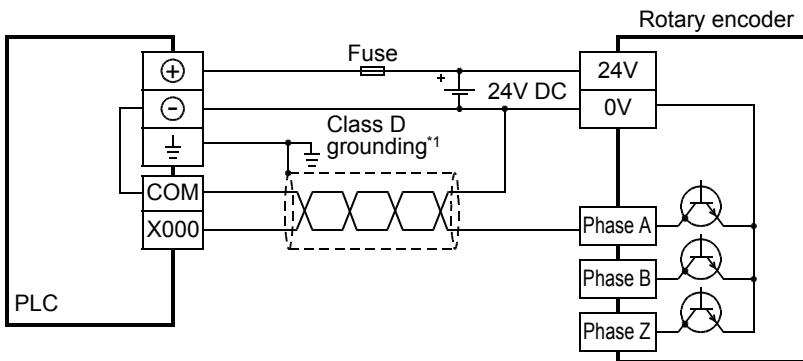 Rotary encoder
Fuse
+
24V
-
+
24V DC
0V
Class D
grounding*1
COM
X000
Phase A
Phase B
Phase Z
PLC